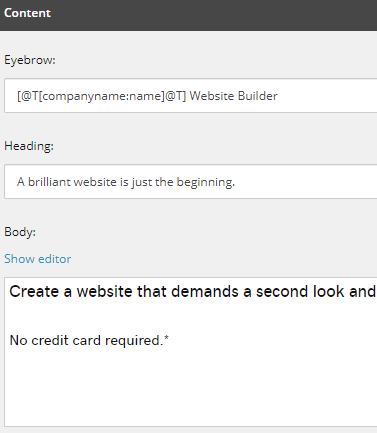 Content
Eyebrow:
[@T[companyname:name]@T] Website Builder
Heading:
A brilliant website is just the beginning.
Body:
Show editor
Create a website that demands a second look and
No credit card required.*